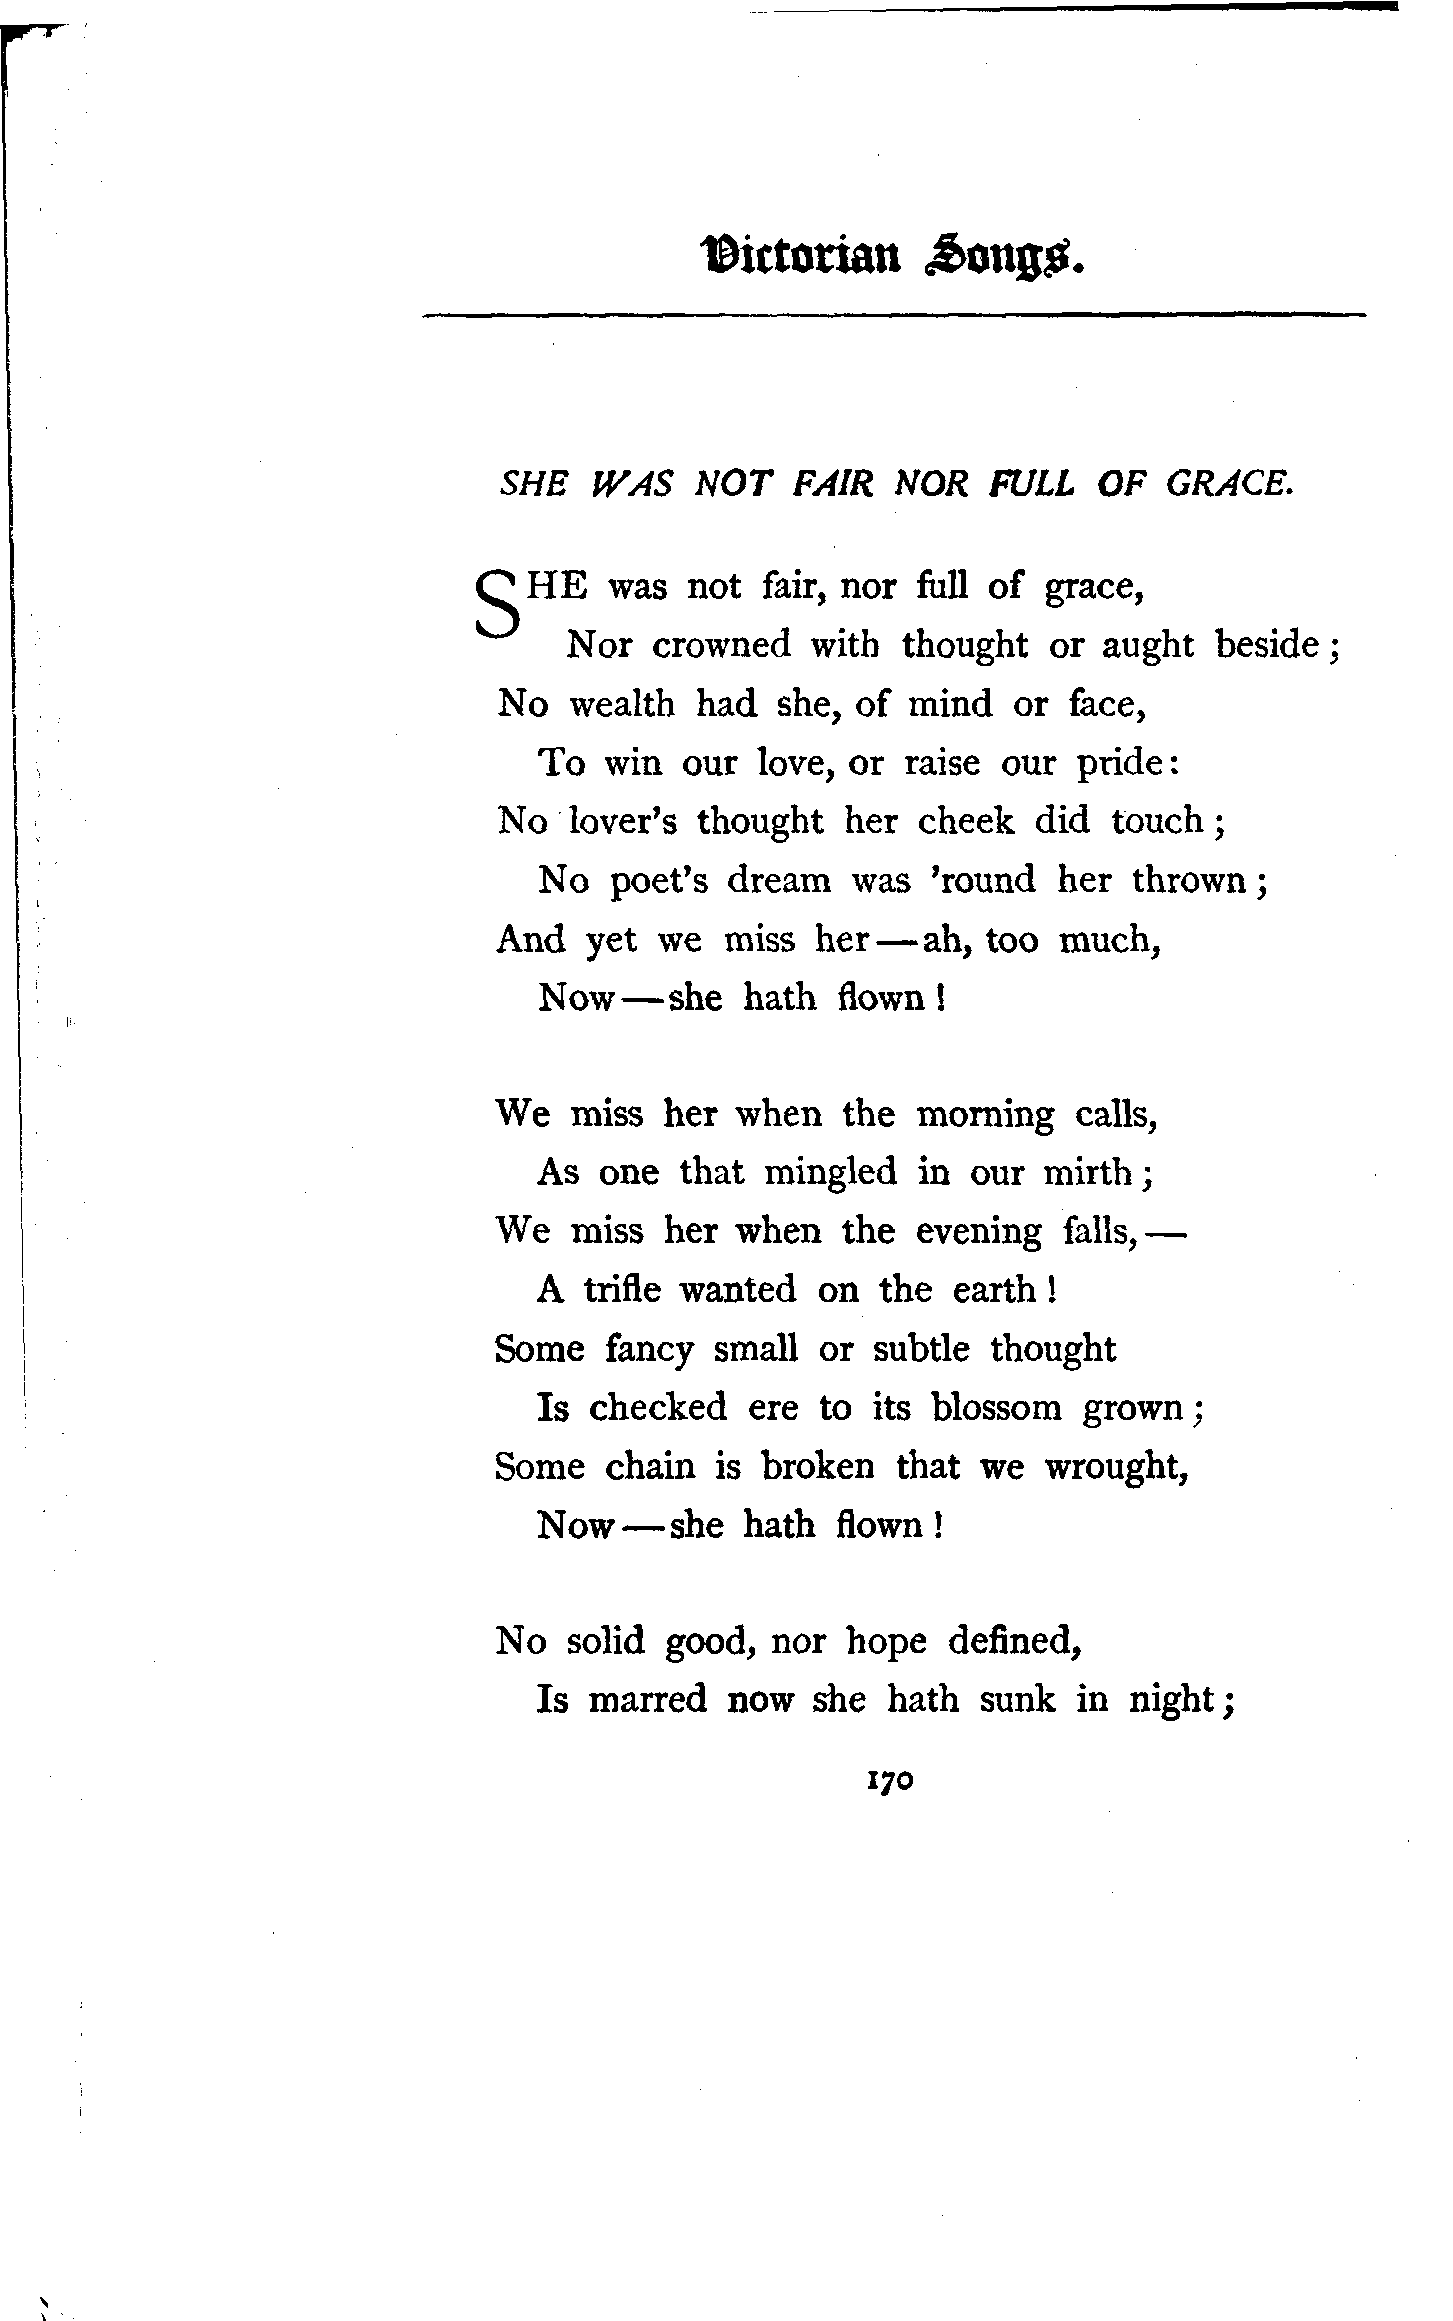 Victorian Songs.
SHE WAS NOT FAIR NOR FULL OF GRACE.
SHE was not fair, nor full of grace,
Nor crowned with thought or aught beside;
No wealth had she, of mind or face,
To win our love, or raise our pride:
No lover's thought her cheek did touch;
No poet's dream was 'round her thrown;
And yet we miss her—ah, too much,
Now—she hath flown!
We miss her when the morning calls,
As one that mingled in our mirth;
We miss her when the evening falls,—
A trifle wanted on the earth!
Some fancy small or subtle thought
Is checked ere to its blossom grown;
Some chain is broken that we wrought,
Now—she hath flown!
No solid good, nor hope defined,
Is marred now she hath sunk in night;
170